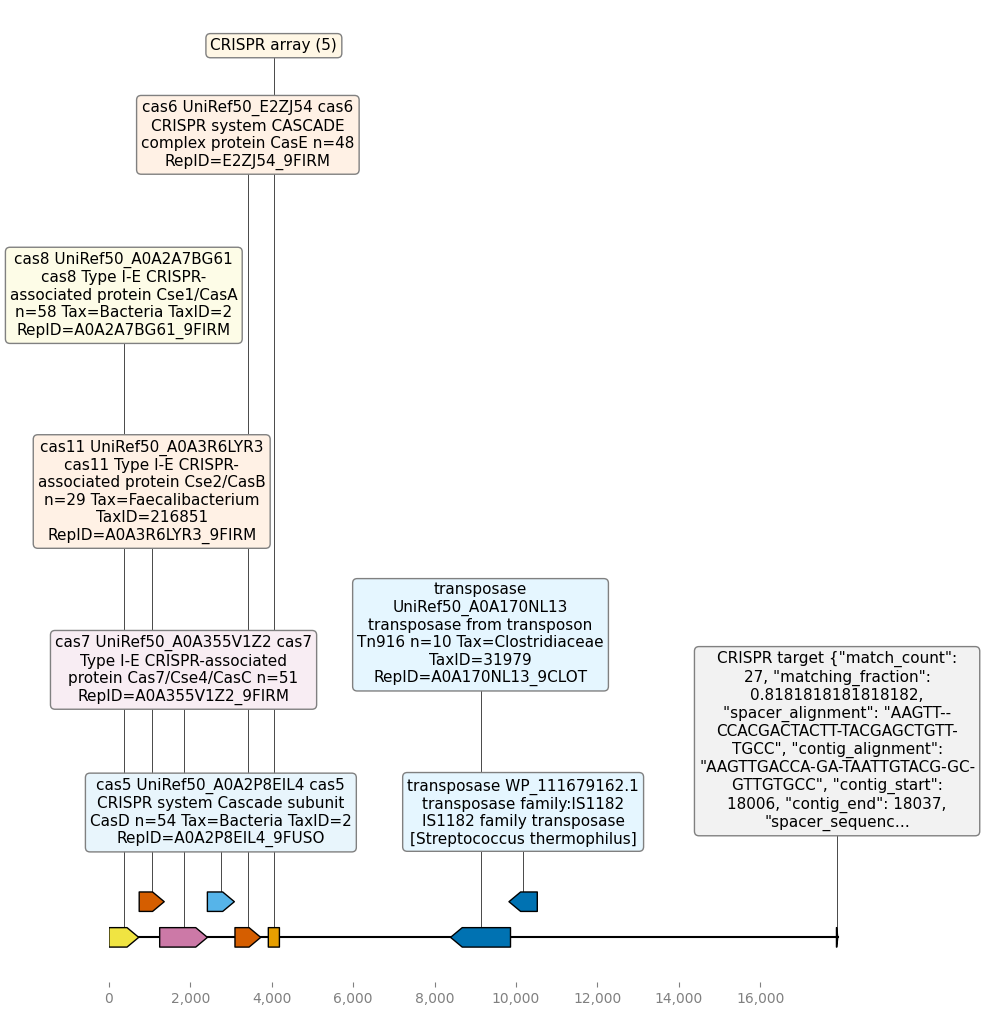 CRISPR array (5)
cas6 UniRef50_E2ZJ54 cas6
CRISPR system CASCADE
complex protein CasE n=48
RepID=E2ZJ54_9FIRM
cas8 UniRef50_A0A2A7BG61
cas8 Type I-E CRISPR-
associated protein Cse1/CasA
n=58 Tax=Bacteria TaxID=2
RepID=A0A2A7BG61_9FIRM
cas11 UniRef50_A0A3R6LYR3
cas11 Type I-E CRISPR-
associated protein Cse2/CasB
n=29 Tax=Faecalibacterium
TaxID=216851
RepID=A0A3R6LYR3_9FIRM
transposase
UniRef50_A0A170NL13
transposase from transposon
Tn916 n=10 Tax=Clostridiaceae
TaxID=31979
RepID=A0A170NL13_9CLOT
cas7 UniRef50_A0A355V1Z2 cas7
Type I-E CRISPR-associated
protein Cas7/Cse4/CasC n=51
RepID=A0A355V1Z2_9FIRM
CRISPR target {"match_count":
27, "matching_fraction":
0.8181818181818182,
"spacer_alignment": "AAGTT--
CCACGACTACTT-TACGAGCTGTT-
TGCC", "contig_alignment":
"AAGTTGACCA-GA-TAATTGTACG-GC-
GTTGTGCC", "contig_start":
18006, "contig_end": 18037,
"spacer_sequenc...
cas5 UniRef50_A0A2P8EIL4 cas5
CRISPR system Cascade subunit
CasD n=54 Tax=Bacteria TaxID=2
RepID=A0A2P8EIL4_9FUSO
transposase WP_111679162.1
transposase family:IS1182
IS1182 family transposase
[Streptococcus thermophilus]
0 2,000 4,000 6,000 8,000 10,000 12,000 14,000 16,000